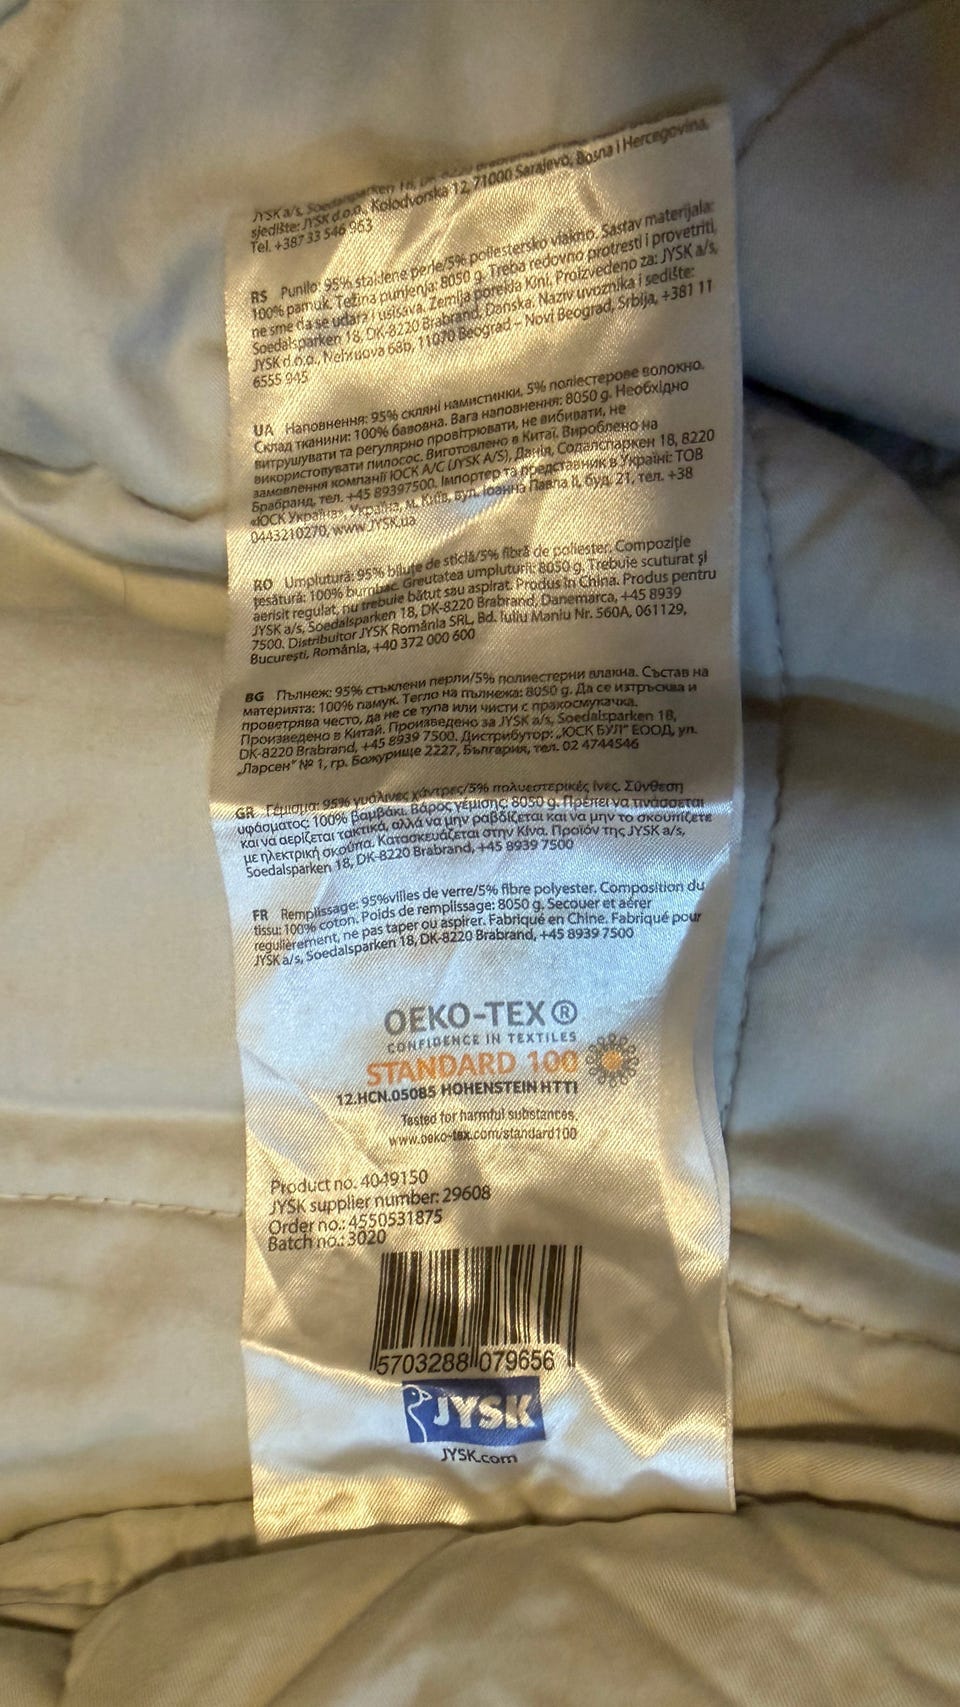 JYSK a/s, Soedalsparken 18,
sjedište: JYSK d.o.o., Kolodvorska 12, 71000 Sarajevo, Bosna i Hercegovina,
Tel. +387 33 546 963
RS Punilo: 95% staklene perle/5% poliestersko vlakno. Sastav materijala:
100% pamuk. Težina punjenja: 8050 g. Treba redovno protresti i provetriti,
ne sme da se udara i usisava. Zemlja porekla Kini. Proizvedeno za: JYSK a/s,
Soedalsparken 18, DK-8220 Brabrand, Danska. Naziv uvoznika i sedište:
JYSK d.o.o., Nehruova 68b, 11070 Beograd – Novi Beograd, Srbija, +381 11
6555 945
UA Наповнення: 95% скляні намистинки, 5% поліестерове волокно.
Склад тканини: 100% бавовна. Вага наповнення: 8050 g. Необхідно
витрушувати та регулярно провітрювати, не вибивати, не
використовувати пилосос. Виготовлено в Китаї. Вироблено на
замовлення компанії ЮСК А/С (JYSK A/S), Данія, Содалспаркен 18, 8220
Брабранд, тел. +45 89397500. Імпортер та представник в Україні: ТОВ
«ЮСК Україна», Україна, м. Київ, вул. Іоанна Павла ІІ, буд. 21, тел. +38
0443210270, www.JYSK.ua
RO Umplutură: 95% biluțe de sticlă/5% fibră de poliester. Compoziție
țesătură: 100% bumbac. Greutatea umpluturii: 8050 g. Trebuie scuturat și
aerisit regulat, nu trebuie bătut sau aspirat. Produs în China. Produs pentru
JYSK a/s, Soedalsparken 18, DK-8220 Brabrand, Danemarca, +45 8939
7500. Distribuitor JYSK România SRL, Bd. Iuliu Maniu Nr. 560A, 061129,
București, România, +40 372 000 600
BG Пълнеж: 95% стъклени перли/5% полиестерни влакна. Състав на
материята: 100% памук. Тегло на пълнежа: 8050 g. Да се изтръсква и
проветрява често, да не се тупа или чисти с прахосмукачка.
Произведено в Китай. Произведено за JYSK a/s, Soedalsparken 18,
DK-8220 Brabrand, +45 8939 7500. Дистрибутор: „ЮСК БУЛ" ЕООД, ул.
„Ларсен" № 1, гр. Божурище 2227, България, тел. 02 4744546
GR Γέμισμα: 95% γυάλινες χάντρες/5% πολυεστερικές ίνες. Σύνθεση
υφάσματος: 100% βαμβάκι. Βάρος γέμισης: 8050 g. Πρέπει να τινάσσεται
και να αερίζεται τακτικά, αλλά να μην ραβδίζεται και να μην το σκουπίζετε
με ηλεκτρική σκούπα. Κατασκευάζεται στην Κίνα. Προϊόν της JYSK a/s,
Soedalsparken 18, DK-8220 Brabrand, +45 8939 7500
FR Remplissage: 95%villes de verre/5% fibre polyester. Composition du
tissu: 100% coton. Poids de remplissage: 8050 g. Secouer et aérer
regulièrement, ne pas taper ou aspirer. Fabriqué en Chine. Fabriqué pour
JYSK a/s, Soedalsparken 18, DK-8220 Brabrand, +45 8939 7500
OEKO-TEX®
CONFIDENCE IN TEXTILES
STANDARD 100
12.HCN.05085 HOHENSTEIN HTTI
Tested for harmful substances.
www.oeko-tex.com/standard100
Product no. 4049150
JYSK supplier number: 29608
Order no.: 4550531875
Batch no.: 3020
5703288 079656
JYSK
JYSK.com